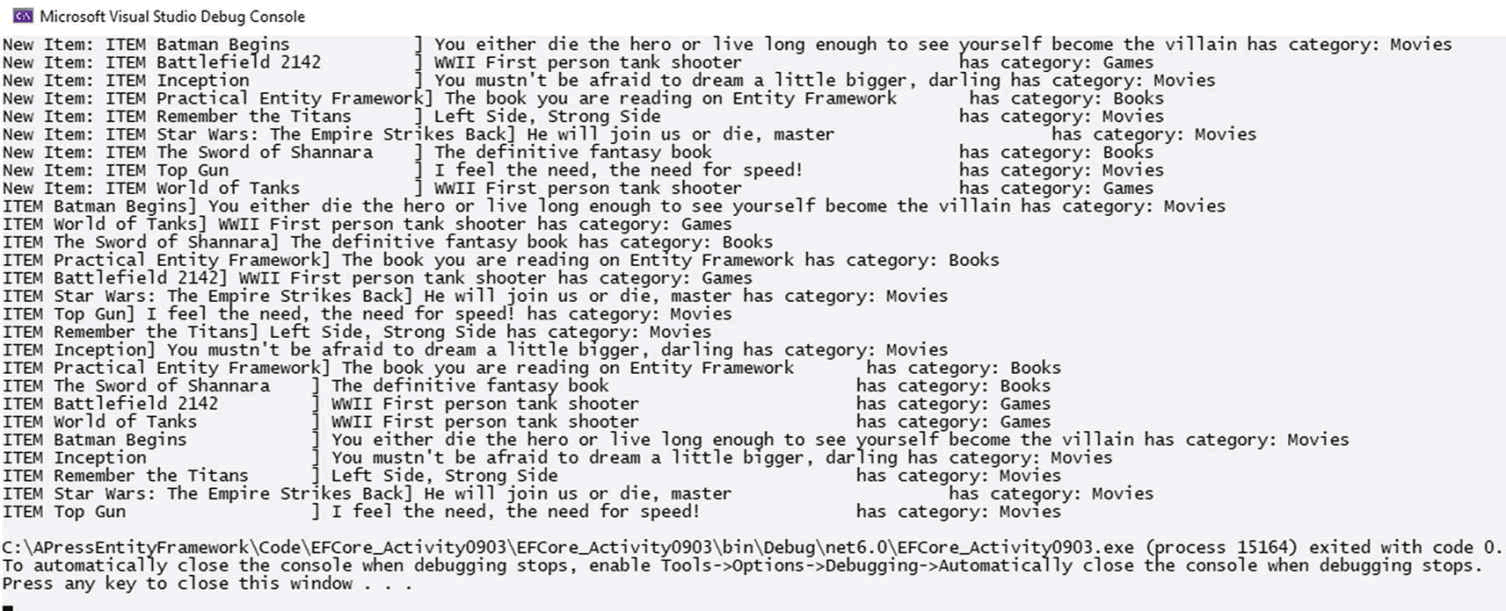 Microsoft Visual Studio Debug Console
New Item: ITEM Batman Begins            ] You either die the hero or live long enough to see yourself become the villain has category: Movies
New Item: ITEM Battlefield 2142         ] WWII First person tank shooter                     has category: Games
New Item: ITEM Inception                ] You mustn't be afraid to dream a little bigger, darling has category: Movies
New Item: ITEM Practical Entity Framework] The book you are reading on Entity Framework       has category: Books
New Item: ITEM Remember the Titans      ] Left Side, Strong Side                             has category: Movies
New Item: ITEM Star Wars: The Empire Strikes Back] He will join us or die, master                     has category: Movies
New Item: ITEM The Sword of Shannara    ] The definitive fantasy book                        has category: Books
New Item: ITEM Top Gun                  ] I feel the need, the need for speed!               has category: Movies
New Item: ITEM World of Tanks           ] WWII First person tank shooter                     has category: Games
ITEM Batman Begins] You either die the hero or live long enough to see yourself become the villain has category: Movies
ITEM World of Tanks] WWII First person tank shooter has category: Games
ITEM The Sword of Shannara] The definitive fantasy book has category: Books
ITEM Practical Entity Framework] The book you are reading on Entity Framework has category: Books
ITEM Battlefield 2142] WWII First person tank shooter has category: Games
ITEM Star Wars: The Empire Strikes Back] He will join us or die, master has category: Movies
ITEM Top Gun] I feel the need, the need for speed! has category: Movies
ITEM Remember the Titans] Left Side, Strong Side has category: Movies
ITEM Inception] You mustn't be afraid to dream a little bigger, darling has category: Movies
ITEM Practical Entity Framework] The book you are reading on Entity Framework       has category: Books
ITEM The Sword of Shannara    ] The definitive fantasy book                        has category: Books
ITEM Battlefield 2142         ] WWII First person tank shooter                     has category: Games
ITEM World of Tanks           ] WWII First person tank shooter                     has category: Games
ITEM Batman Begins            ] You either die the hero or live long enough to see yourself become the villain has category: Movies
ITEM Inception                ] You mustn't be afraid to dream a little bigger, darling has category: Movies
ITEM Remember the Titans      ] Left Side, Strong Side                             has category: Movies
ITEM Star Wars: The Empire Strikes Back] He will join us or die, master                     has category: Movies
ITEM Top Gun                  ] I feel the need, the need for speed!               has category: Movies
C:\APressEntityFramework\Code\EFCore_Activity0903\EFCore_Activity0903\bin\Debug\net6.0\EFCore_Activity0903.exe (process 15164) exited with code 0.
To automatically close the console when debugging stops, enable Tools->Options->Debugging->Automatically close the console when debugging stops.
Press any key to close this window . . .